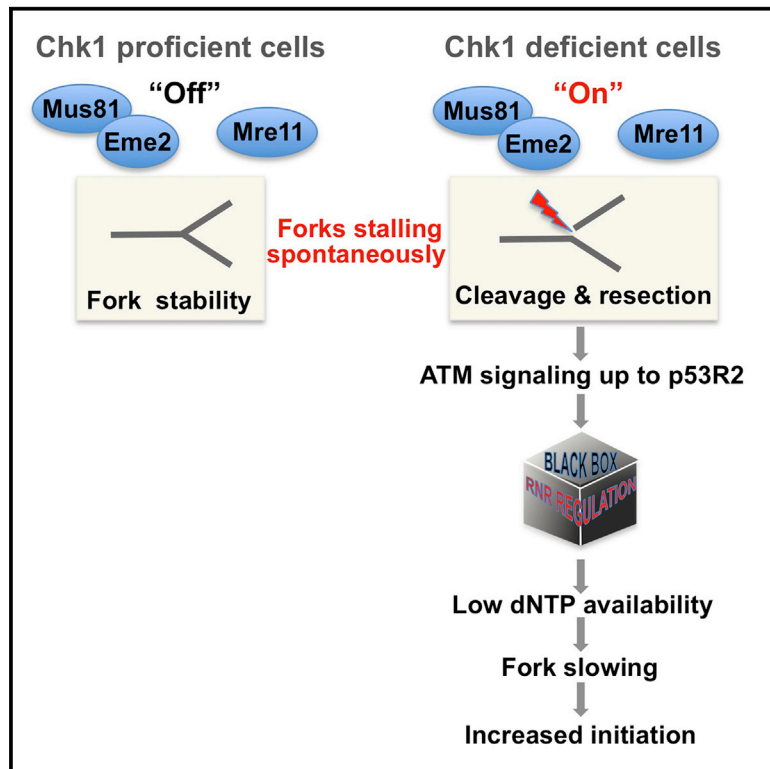 Chk1 proficient cells
“Off”
Mus81
Eme2
Mre11
Fork stability
Forks stalling
spontaneously
Chk1 deficient cells
“On”
Mus81
Eme2
Mre11
Cleavage & resection
ATM signaling up to p53R2
BLACK BOX
RNR REGULATION
Low dNTP availability
Fork slowing
Increased initiation